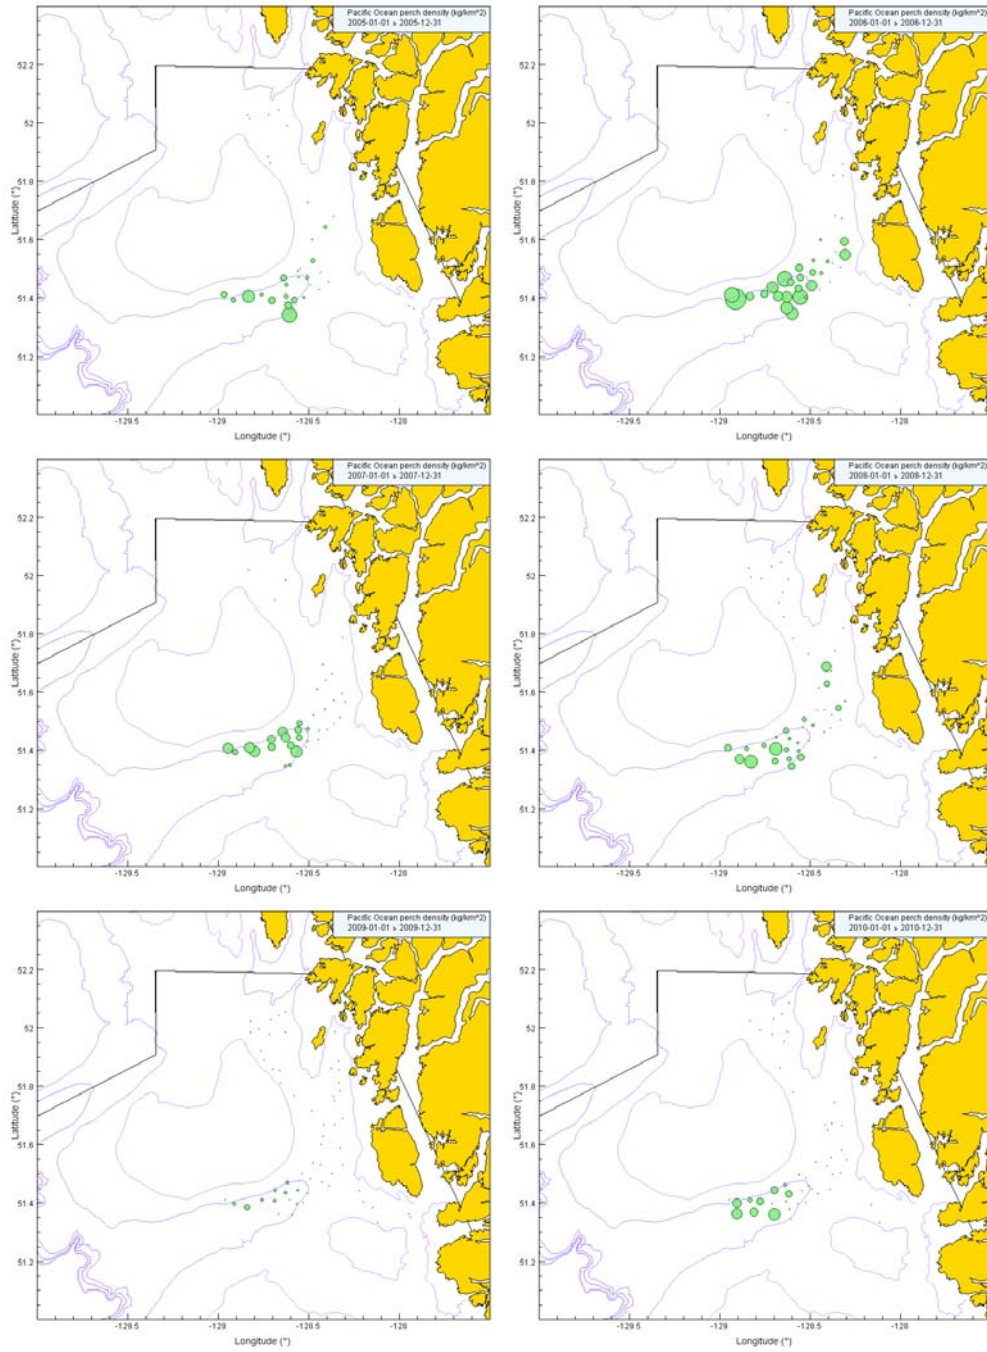 Pacific Ocean perch density (kg/km^2)
2005-01-01 > 2005-12-31
52.2
52
51.8
51.6
51.4
51.2
Latitude (°)
-129.5
-129
-128.5
-128
Longitude (°)
Pacific Ocean perch density (kg/km^2)
2006-01-01 > 2006-12-31
52.2
52
51.8
51.6
51.4
51.2
Latitude (°)
-129.5
-129
-128.5
-128
Longitude (°)
Pacific Ocean perch density (kg/km^2)
2007-01-01 > 2007-12-31
52.2
52
51.8
51.6
51.4
51.2
Latitude (°)
-129.5
-129
-128.5
-128
Longitude (°)
Pacific Ocean perch density (kg/km^2)
2008-01-01 > 2008-12-31
52.2
52
51.8
51.6
51.4
51.2
Latitude (°)
-129.5
-129
-128.5
-128
Longitude (°)
Pacific Ocean perch density (kg/km^2)
2009-01-01 > 2009-12-31
52.2
52
51.8
51.6
51.4
51.2
Latitude (°)
-129.5
-129
-128.5
-128
Longitude (°)
Pacific Ocean perch density (kg/km^2)
2010-01-01 > 2010-12-31
52.2
52
51.8
51.6
51.4
51.2
Latitude (°)
-129.5
-129
-128.5
-128
Longitude (°)